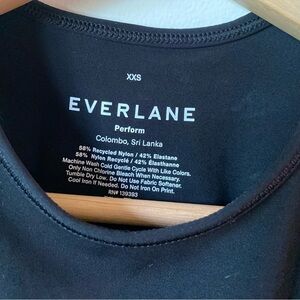 XXS
EVERLANE
Perform
Colombo, Sri Lanka
58% Recycled Nylon / 42% Elastane
58% Nylon Recyclé / 42% Élasthanne
Machine Wash Cold Gentle Cycle With Like Colors.
Only Non Chlorine Bleach When Necessary.
Tumble Dry Low. Do Not Use Fabric Softener.
Cool Iron If Needed. Do Not Iron On Print.
RN# 139393